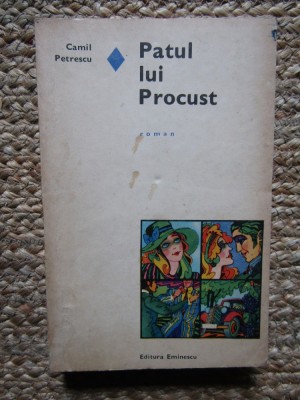 Camil
Petrescu
Patul
lui
Procust
roman
Editura Eminescu